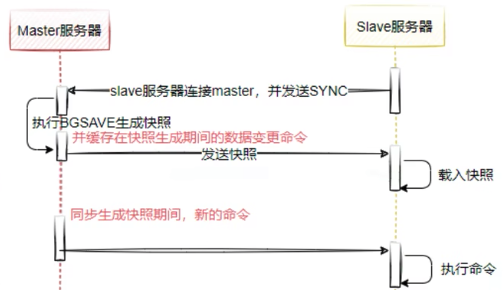 Master服务器
Slave服务器
slave服务器连接master，并发送SYNC
执行BGSAVE生成快照
并缓存在快照生成期间的数据变更命令
发送快照
载入快照
同步生成快照期间，新的命令
执行命令